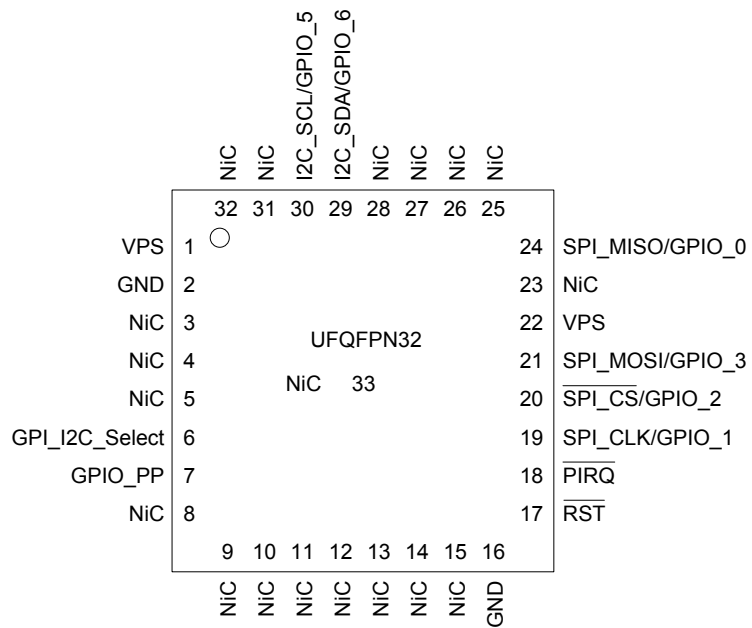 I2C_SCL/GPIO_5
I2C_SDA/GPIO_6
NiC NiC NiC NiC NiC NiC
32 31 30 29 28 27 26 25
VPS 1 24 SPI_MISO/GPIO_0
GND 2 23 NiC
NiC 3 22 VPS
UFQFPN32
NiC 4 21 SPI_MOSI/GPIO_3
NiC 33
NiC 5 20 SPI_CS/GPIO_2
GPI_I2C_Select 6 19 SPI_CLK/GPIO_1
GPIO_PP 7 18 PIRQ
NiC 8 17 RST
9 10 11 12 13 14 15 16
NiC NiC NiC NiC NiC NiC NiC GND